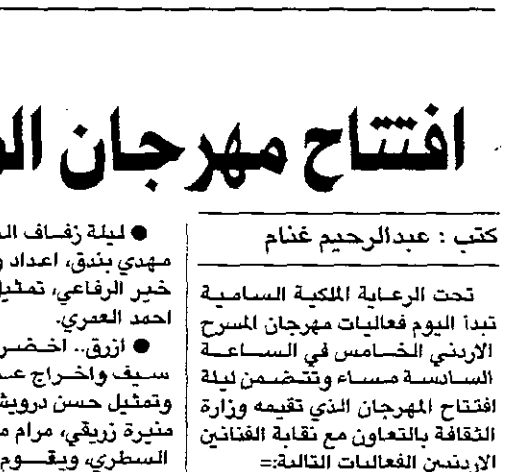 افتتاح مهرجان
كتب : عبدالرحيم غنام
تحت الرعاية الملكية السامية
تبدأ اليوم فعاليات مهرجان المسرح
الاردني الخامس في الساعة
السادسة مساء وتتضمن ليلة
افتتاح المهرجان الذي تقيمه وزارة
الثقافة بالتعاون مع نقابة الفنانين
الاردنيين الفعاليات التالية:=
● ليلة زفاف
مهدي بندق، اعداد
خير الرفاعي، تمثيل
احمد العمري.
● ازرق.. اخضر
سيف واخراج
وتمثيل حسن درويش
منيرة زريقي، مرام
السطري، ويقوم